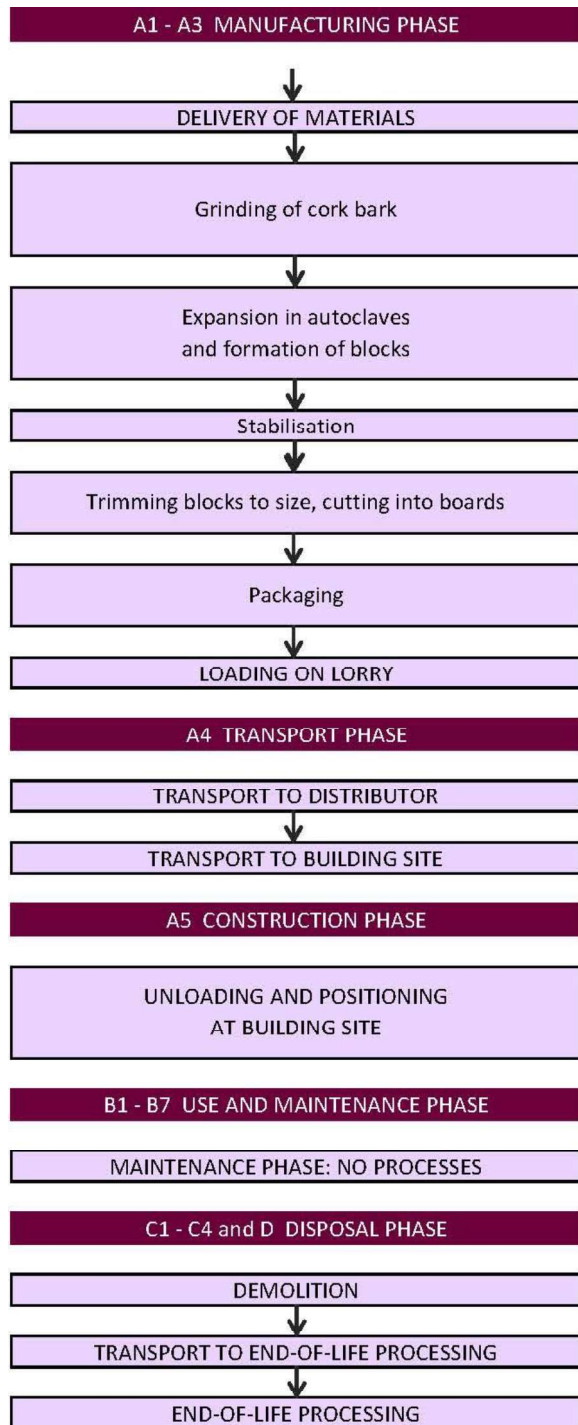 A1 - A3 MANUFACTURING PHASE
DELIVERY OF MATERIALS
Grinding of cork bark
Expansion in autoclaves
and formation of blocks
Stabilisation
Trimming blocks to size, cutting into boards
Packaging
LOADING ON LORRY
A4 TRANSPORT PHASE
TRANSPORT TO DISTRIBUTOR
TRANSPORT TO BUILDING SITE
A5 CONSTRUCTION PHASE
UNLOADING AND POSITIONING
AT BUILDING SITE
B1 - B7 USE AND MAINTENANCE PHASE
MAINTENANCE PHASE: NO PROCESSES
C1 - C4 and D DISPOSAL PHASE
DEMOLITION
TRANSPORT TO END-OF-LIFE PROCESSING
END-OF-LIFE PROCESSING